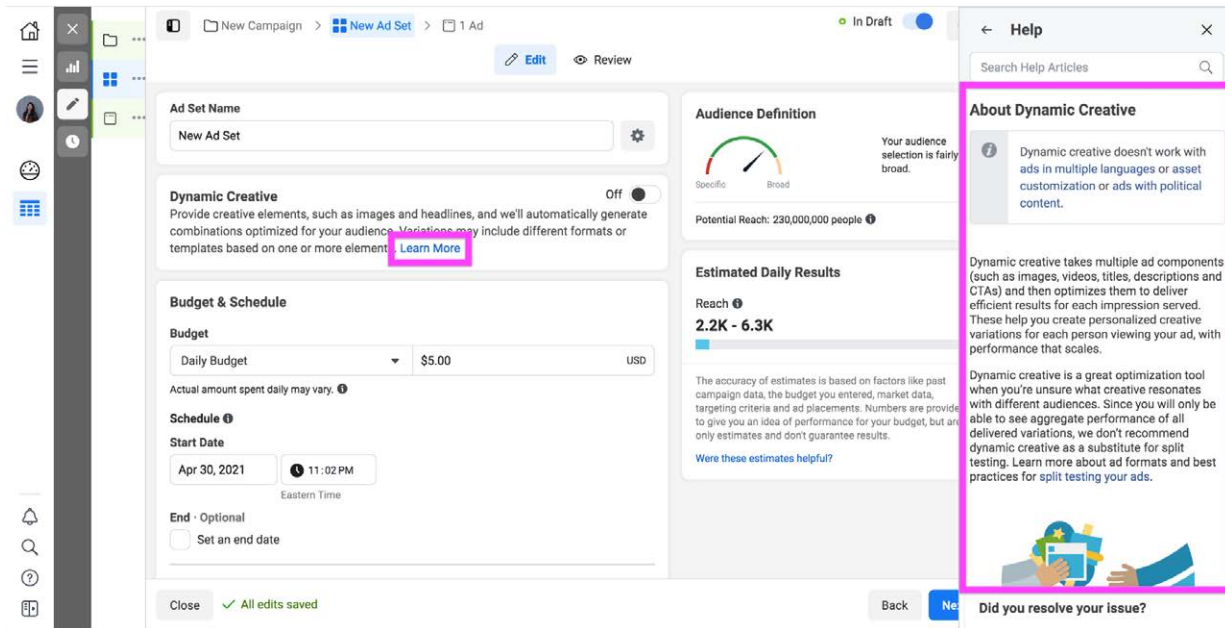 New Campaign > New Ad Set > 1 Ad
In Draft
Edit
Review
Ad Set Name
New Ad Set
Dynamic Creative
Off
Provide creative elements, such as images and headlines, and we'll automatically generate
combinations optimized for your audience. Variations may include different formats or
templates based on one or more element
Learn More
Budget & Schedule
Budget
Daily Budget
$5.00
USD
Actual amount spent daily may vary.
Schedule
Start Date
Apr 30, 2021
11:02 PM
Eastern Time
End · Optional
Set an end date
Close
All edits saved
Back
Audience Definition
Your audience
selection is fairly
broad.
Specific
Broad
Potential Reach: 230,000,000 people
Estimated Daily Results
Reach
2.2K - 6.3K
The accuracy of estimates is based on factors like past
campaign data, the budget you entered, market data,
targeting criteria and ad placements. Numbers are provide
to give you an idea of performance for your budget, but are
only estimates and don't guarantee results.
Were these estimates helpful?
Help
Search Help Articles
About Dynamic Creative
Dynamic creative doesn't work with
ads in multiple languages or asset
customization or ads with political
content.
Dynamic creative takes multiple ad components
(such as images, videos, titles, descriptions and
CTAs) and then optimizes them to deliver
efficient results for each impression served.
These help you create personalized creative
variations for each person viewing your ad, with
performance that scales.
Dynamic creative is a great optimization tool
when you're unsure what creative resonates
with different audiences. Since you will only be
able to see aggregate performance of all
delivered variations, we don't recommend
dynamic creative as a substitute for split
testing. Learn more about ad formats and best
practices for split testing your ads.
Did you resolve your issue?